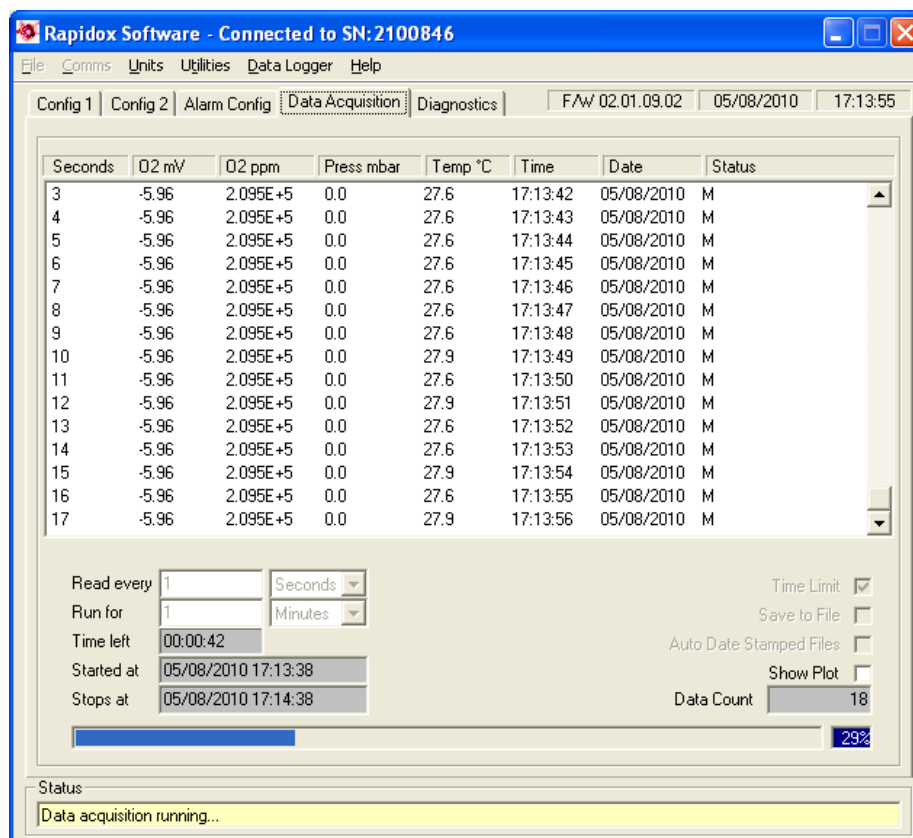 Rapidox Software - Connected to SN:2100846
File Comms Units Utilities Data Logger Help
Config 1 Config 2 Alarm Config Data Acquisition Diagnostics F/W 02.01.09.02 05/08/2010 17:13:55
Seconds O2 mV O2 ppm Press mbar Temp °C Time Date Status
3 -5.96 2.095E+5 0.0 27.6 17:13:42 05/08/2010 M
4 -5.96 2.095E+5 0.0 27.6 17:13:43 05/08/2010 M
5 -5.96 2.095E+5 0.0 27.6 17:13:44 05/08/2010 M
6 -5.96 2.095E+5 0.0 27.6 17:13:45 05/08/2010 M
7 -5.96 2.095E+5 0.0 27.6 17:13:46 05/08/2010 M
8 -5.96 2.095E+5 0.0 27.6 17:13:47 05/08/2010 M
9 -5.96 2.095E+5 0.0 27.6 17:13:48 05/08/2010 M
10 -5.96 2.095E+5 0.0 27.9 17:13:49 05/08/2010 M
11 -5.96 2.095E+5 0.0 27.6 17:13:50 05/08/2010 M
12 -5.96 2.095E+5 0.0 27.9 17:13:51 05/08/2010 M
13 -5.96 2.095E+5 0.0 27.6 17:13:52 05/08/2010 M
14 -5.96 2.095E+5 0.0 27.6 17:13:53 05/08/2010 M
15 -5.96 2.095E+5 0.0 27.9 17:13:54 05/08/2010 M
16 -5.96 2.095E+5 0.0 27.6 17:13:55 05/08/2010 M
17 -5.96 2.095E+5 0.0 27.9 17:13:56 05/08/2010 M
Read every 1 Seconds Time Limit
Run for 1 Minutes Save to File
Time left 00:00:42 Auto Date Stamped Files
Started at 05/08/2010 17:13:38 Show Plot
Stops at 05/08/2010 17:14:38 Data Count 18
29%
Status
Data acquisition running...